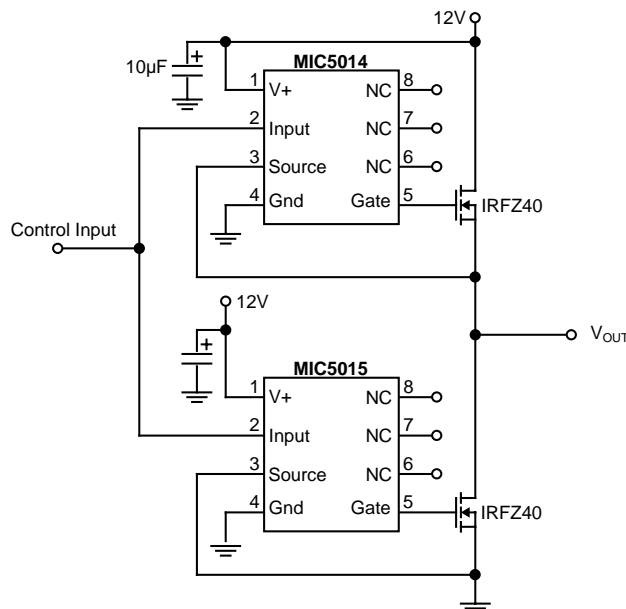 12V
MIC5014
10µF
+
1 V+ NC 8
2 Input NC 7
3 Source NC 6
4 Gnd Gate 5
IRFZ40
Control Input
12V
+
VOUT
MIC5015
1 V+ NC 8
2 Input NC 7
3 Source NC 6
4 Gnd Gate 5
IRFZ40